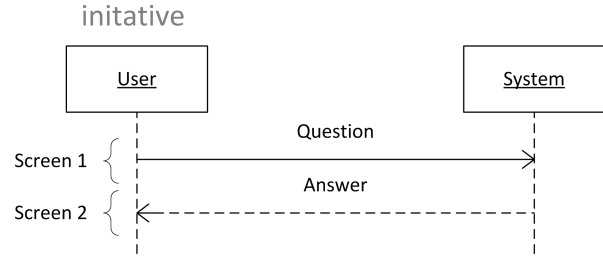 initative
User
System
Question
Screen 1
Answer
Screen 2